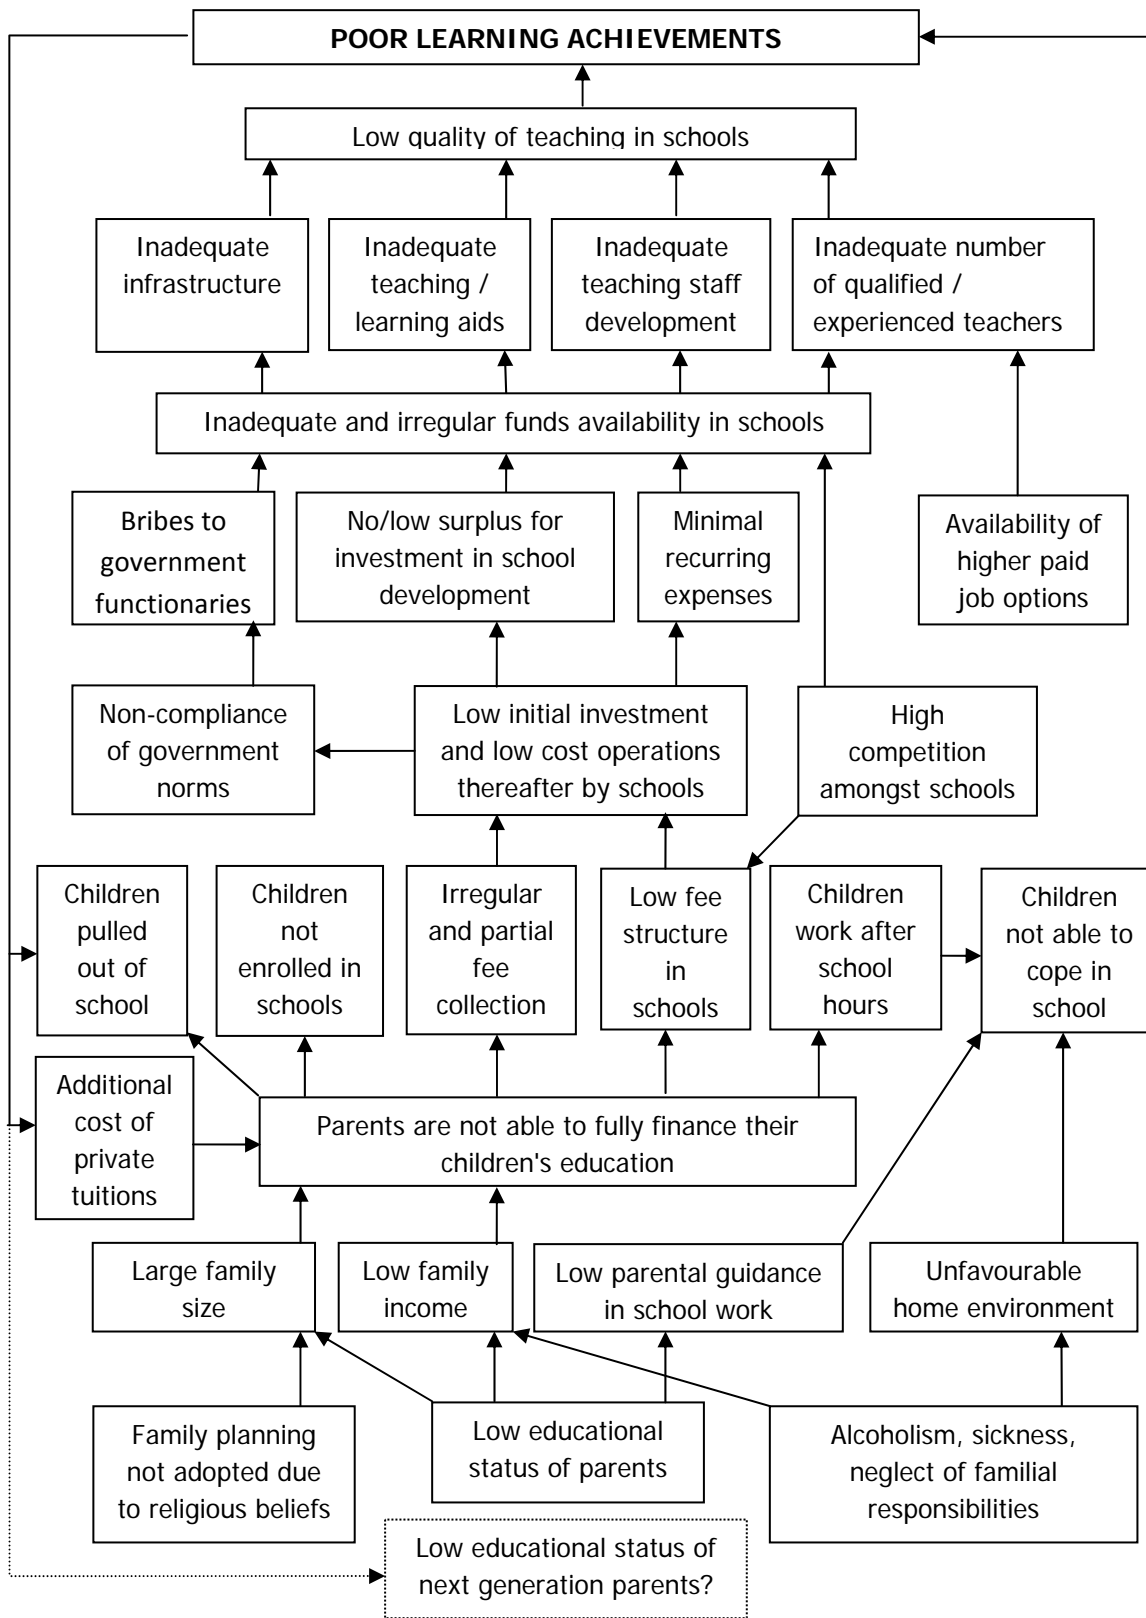 POOR LEARNING ACHIEVEMENTS
Low quality of teaching in schools
Inadequate
infrastructure
Inadequate
teaching /
learning aids
Inadequate
teaching staff
development
Inadequate number
of qualified /
experienced teachers
Inadequate and irregular funds availability in schools
Bribes to
government
functionaries
No/low surplus for
investment in school
development
Minimal
recurring
expenses
Availability of
higher paid
job options
Non-compliance
of government
norms
Low initial investment
and low cost operations
thereafter by schools
High
competition
amongst schools
Children
pulled
out of
school
Children
not
enrolled in
schools
Irregular
and partial
fee
collection
Low fee
structure
in
schools
Children
work after
school
hours
Children
not able to
cope in
school
Additional
cost of
private
tuitions
Parents are not able to fully finance their
children's education
Large family
size
Low family
income
Low parental guidance
in school work
Unfavourable
home environment
Family planning
not adopted due
to religious beliefs
Low educational
status of parents
Alcoholism, sickness,
neglect of familial
responsibilities
Low educational status of
next generation parents?